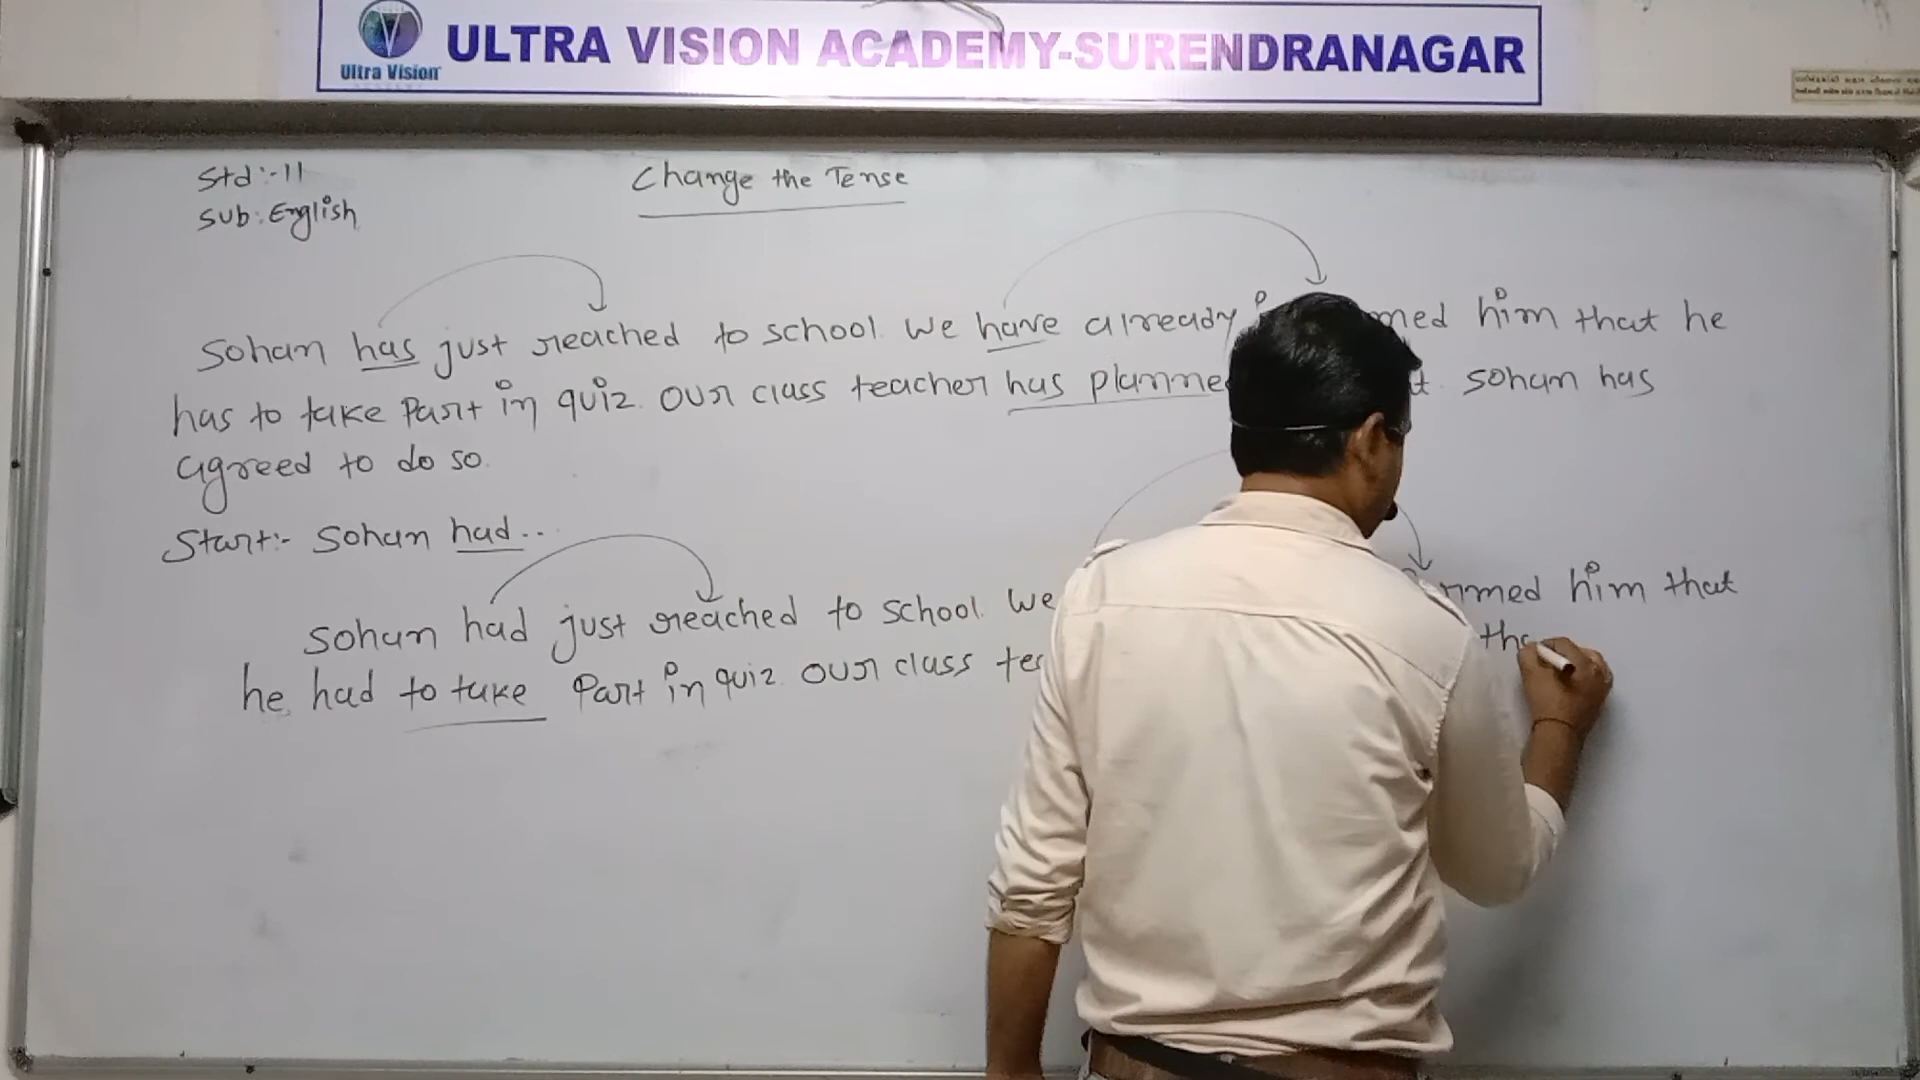 Ultra Vision
ULTRA VISION ACADEMY-SURENDRANAGAR
Std:-11
Sub: English
Change the Tense
Sohan has just reached to school. We have already med him that he
has to take Part in quiz. Our class teacher has planne t. Sohan has
agreed to do so.
Start:- Sohan had..
Sohan had just reached to school. We rmed him that
he had to take Part in quiz. Our class tea tha